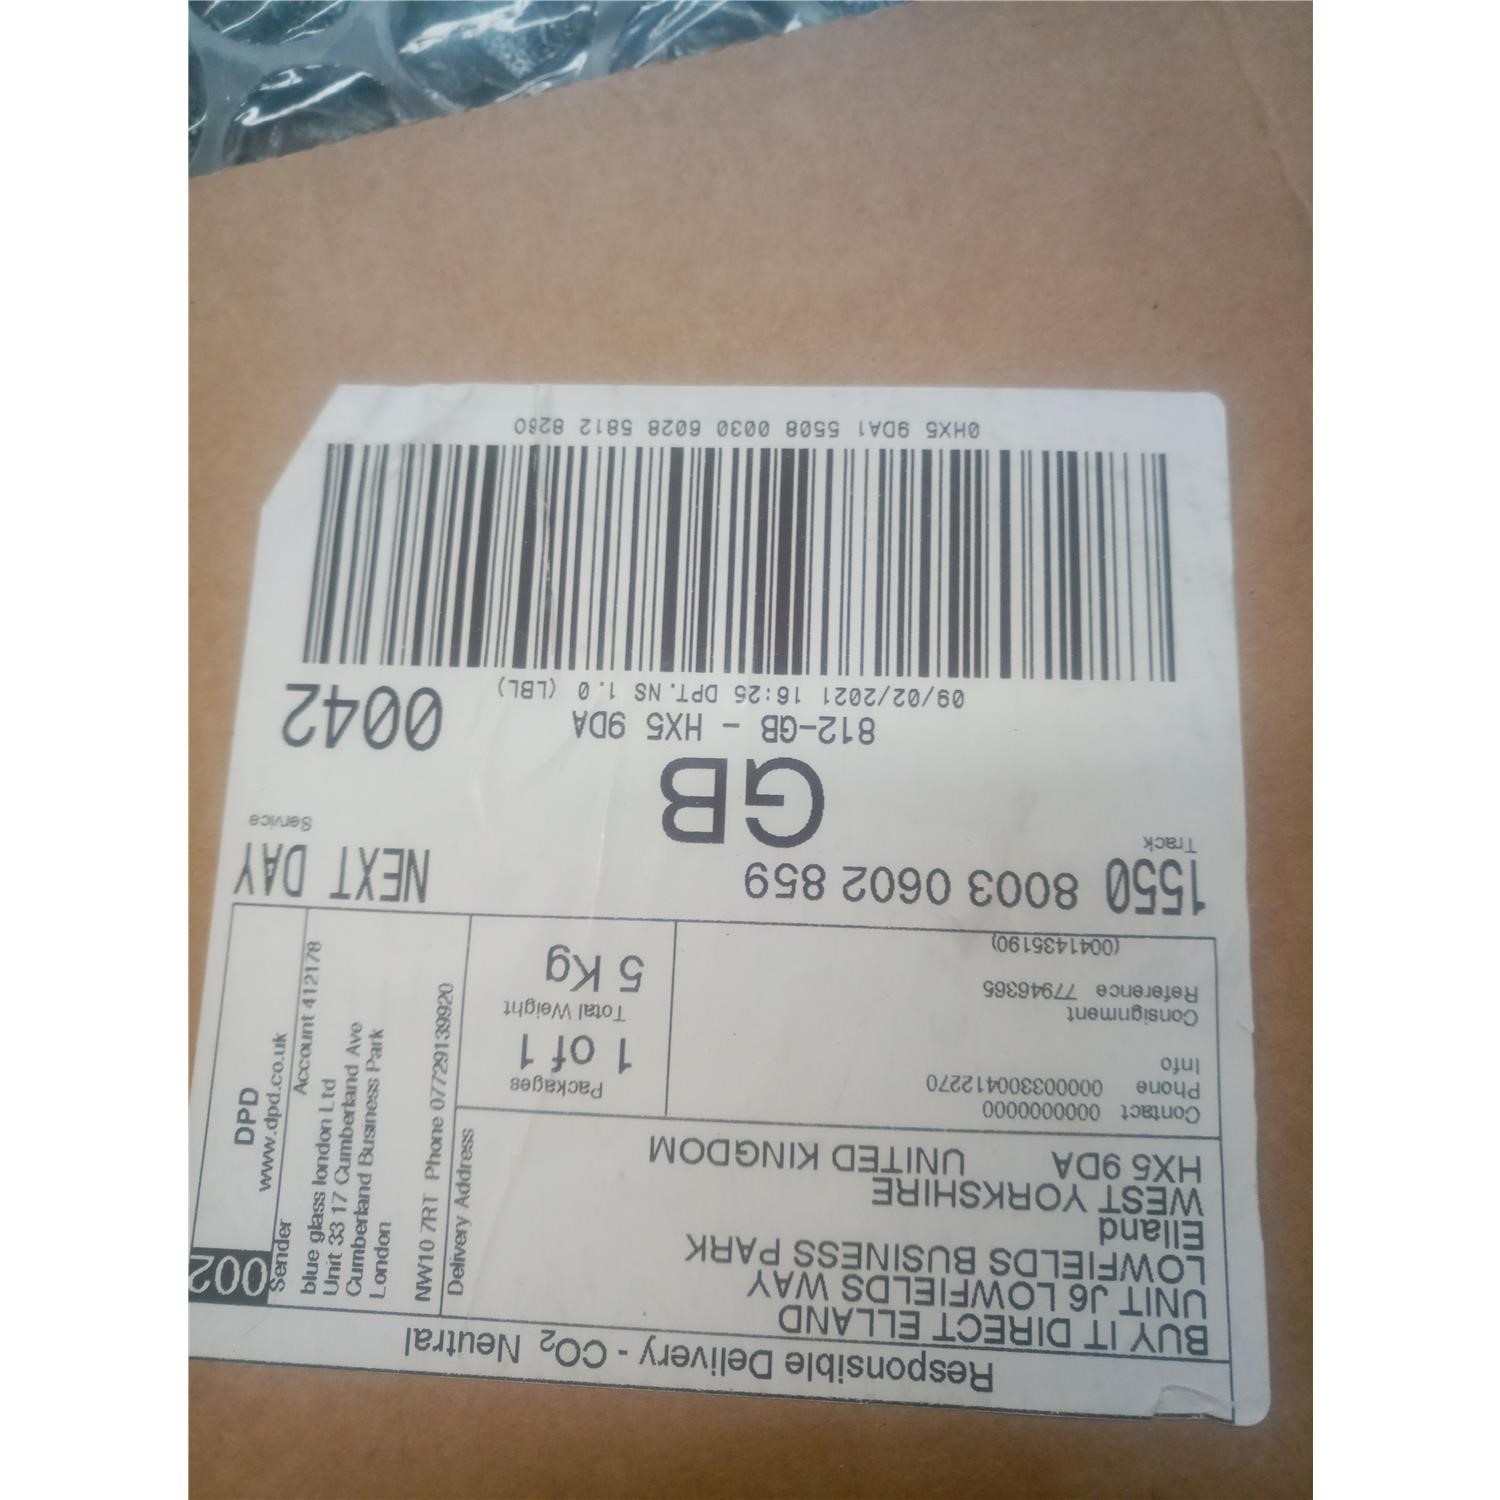 Responsible Delivery - CO2 Neutral
BUY IT DIRECT ELLAND
UNIT J6 LOWFIELDS WAY
LOWFIELDS BUSINESS PARK
Elland
WEST YORKSHIRE
HX5 9DA UNITED KINGDOM
Delivery Address
002
DPD
www.dpd.co.uk
Sender
Account 412178
blue glass london Ltd
Unit 33 17 Cumberland Ave
Cumberland Business Park
London
NW10 7RT Phone 07729139920
Contact 00000000000
Phone 000003300412270
Info
Consignment
Reference 77946365
(0041435190)
Packages
1 of 1
Total Weight
5 Kg
1550 8003 0602 859
Track
NEXT DAY
Service
GB
0042
812-GB - HX5 9DA
09/02/2021 16:25 DPT.NS 1.0 (LBL)
0HX5 9DA1 5508 0030 6028 5812 8260